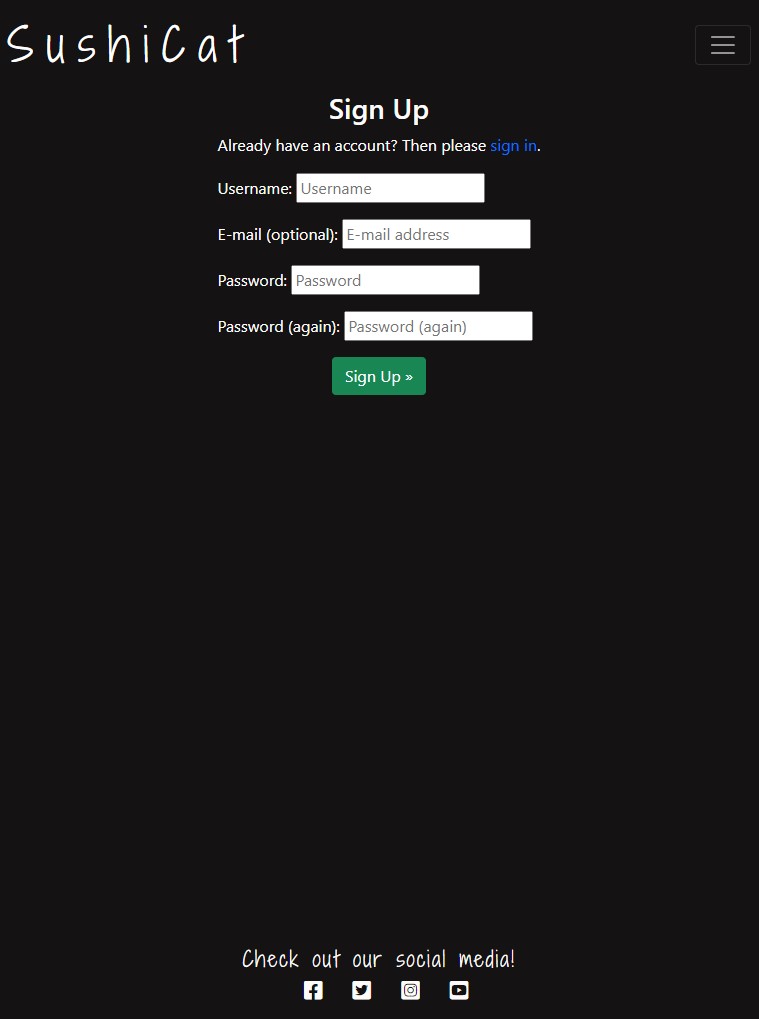 SushiCat
Sign Up
Already have an account? Then please sign in.
Username: Username
E-mail (optional): E-mail address
Password: Password
Password (again): Password (again)
Sign Up »
Check out our social media!